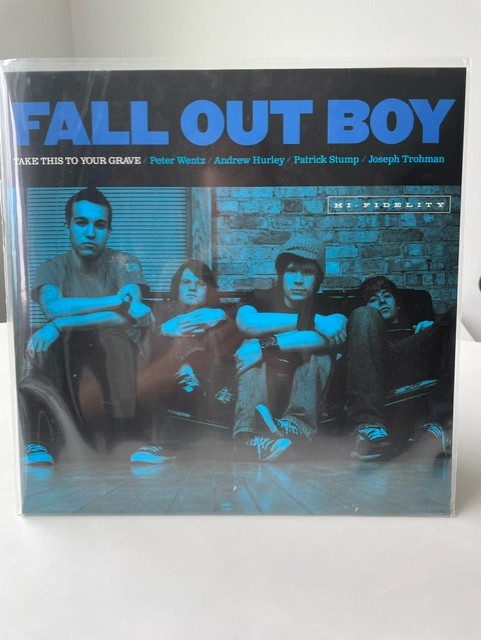 FALL OUT BOY
TAKE THIS TO YOUR GRAVE / Peter Wentz / Andrew Hurley / Patrick Stump / Joseph Trohman
HI-FIDELITY